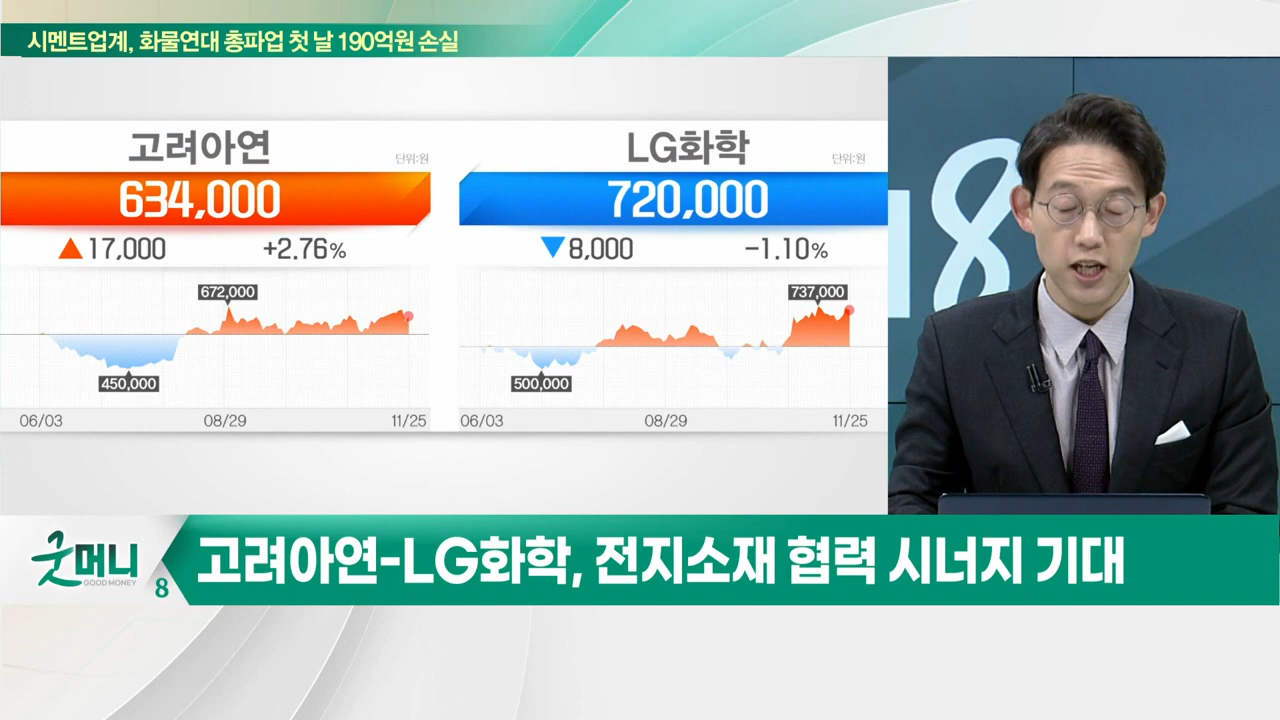 시멘트업계, 화물연대 총파업 첫 날 190억원 손실
고려아연
단위:원
634,000
▲17,000 +2.76%
672,000
450,000
06/03 08/29 11/25
LG화학
단위:원
720,000
▼8,000 -1.10%
737,000
500,000
06/03 08/29 11/25
8
굿머니
GOOD MONEY
8
고려아연-LG화학, 전지소재 협력 시너지 기대